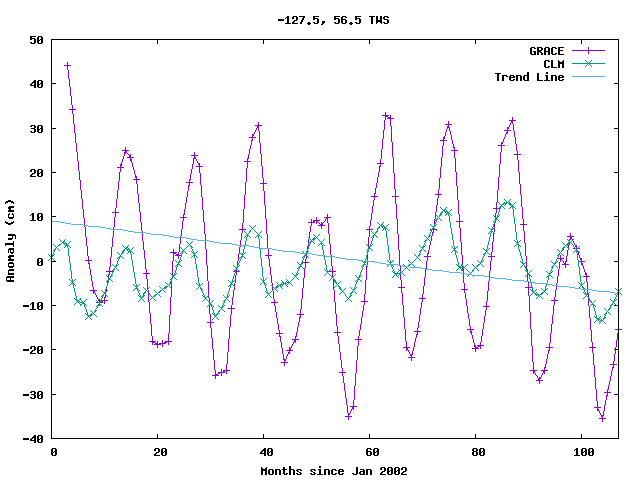 -127.5, 56.5 TWS
GRACE
CLM
Trend Line
50
40
30
20
10
0
-10
-20
-30
-40
Anomaly (cm)
0 20 40 60 80 100
Months since Jan 2002